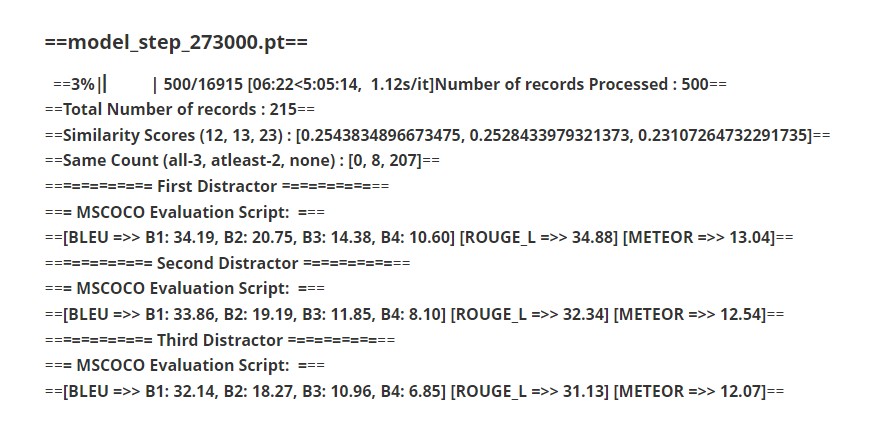 ==model_step_273000.pt==
==3%|▎ | 500/16915 [06:22<5:05:14, 1.12s/it]Number of records Processed : 500==
==Total Number of records : 215==
==Similarity Scores (12, 13, 23) : [0.2543834896673475, 0.2528433979321373, 0.23107264732291735]==
==Same Count (all-3, atleast-2, none) : [0, 8, 207]==
============ First Distractor ============
=== MSCOCO Evaluation Script: ===
==[BLEU =>> B1: 34.19, B2: 20.75, B3: 14.38, B4: 10.60] [ROUGE_L =>> 34.88] [METEOR =>> 13.04]==
============ Second Distractor ============
=== MSCOCO Evaluation Script: ===
==[BLEU =>> B1: 33.86, B2: 19.19, B3: 11.85, B4: 8.10] [ROUGE_L =>> 32.34] [METEOR =>> 12.54]==
============ Third Distractor ============
=== MSCOCO Evaluation Script: ===
==[BLEU =>> B1: 32.14, B2: 18.27, B3: 10.96, B4: 6.85] [ROUGE_L =>> 31.13] [METEOR =>> 12.07]==